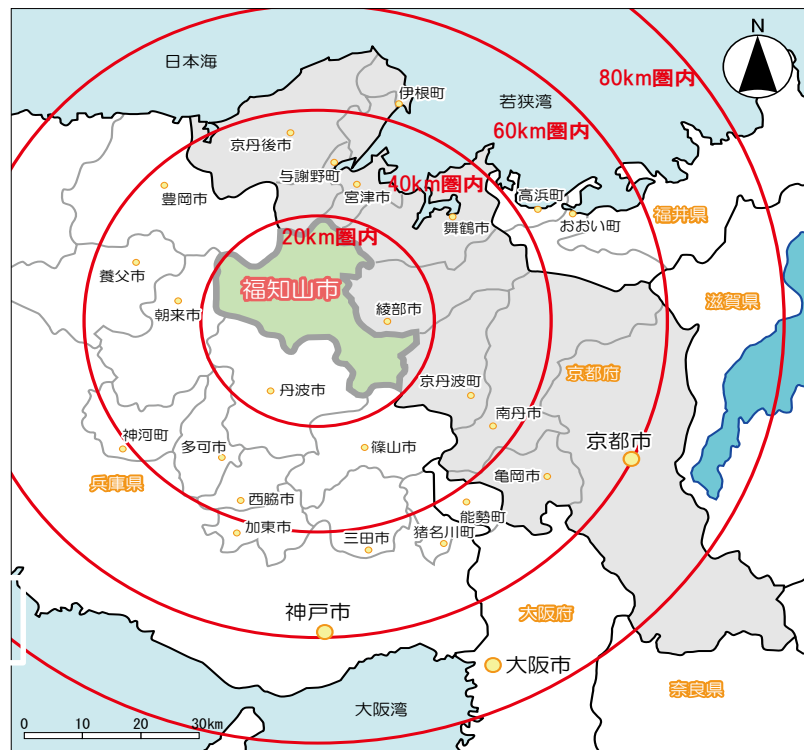 N
日本海
80km圏内
伊根町
若狭湾
60km圏内
京丹後市
与謝野町
40km圏内
豊岡市
宮津市
高浜町
福井県
舞鶴市
おおい町
20km圏内
養父市
福知山市
滋賀県
朝来市
綾部市
京丹波町
京都府
丹波市
南丹市
京都市
神河町
多可市
篠山市
亀岡市
兵庫県
西脇市
能勢町
加東市
三田市
猪名川町
神戸市
大阪府
大阪市
奈良県
大阪湾
0 10 20 30km